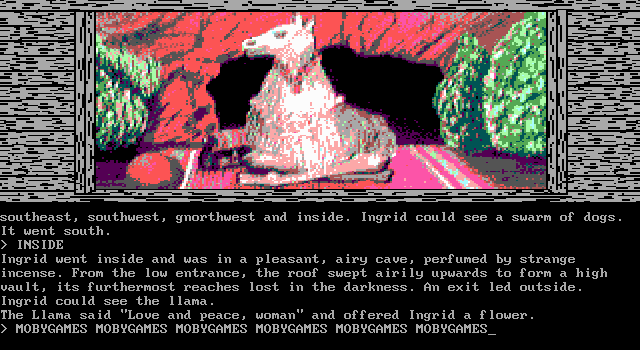 southeast, southwest, gnorthwest and inside. Ingrid could see a swarm of dogs.
It went south.
> INSIDE
Ingrid went inside and was in a pleasant, airy cave, perfumed by strange
incense. From the low entrance, the roof swept airily upwards to form a high
vault, its furthermost reaches lost in the darkness. An exit led outside.
Ingrid could see the llama.
The Llama said "Love and peace, woman" and offered Ingrid a flower.
> MOBYGAMES MOBYGAMES MOBYGAMES MOBYGAMES MOBYGAMES MOBYGAMES_